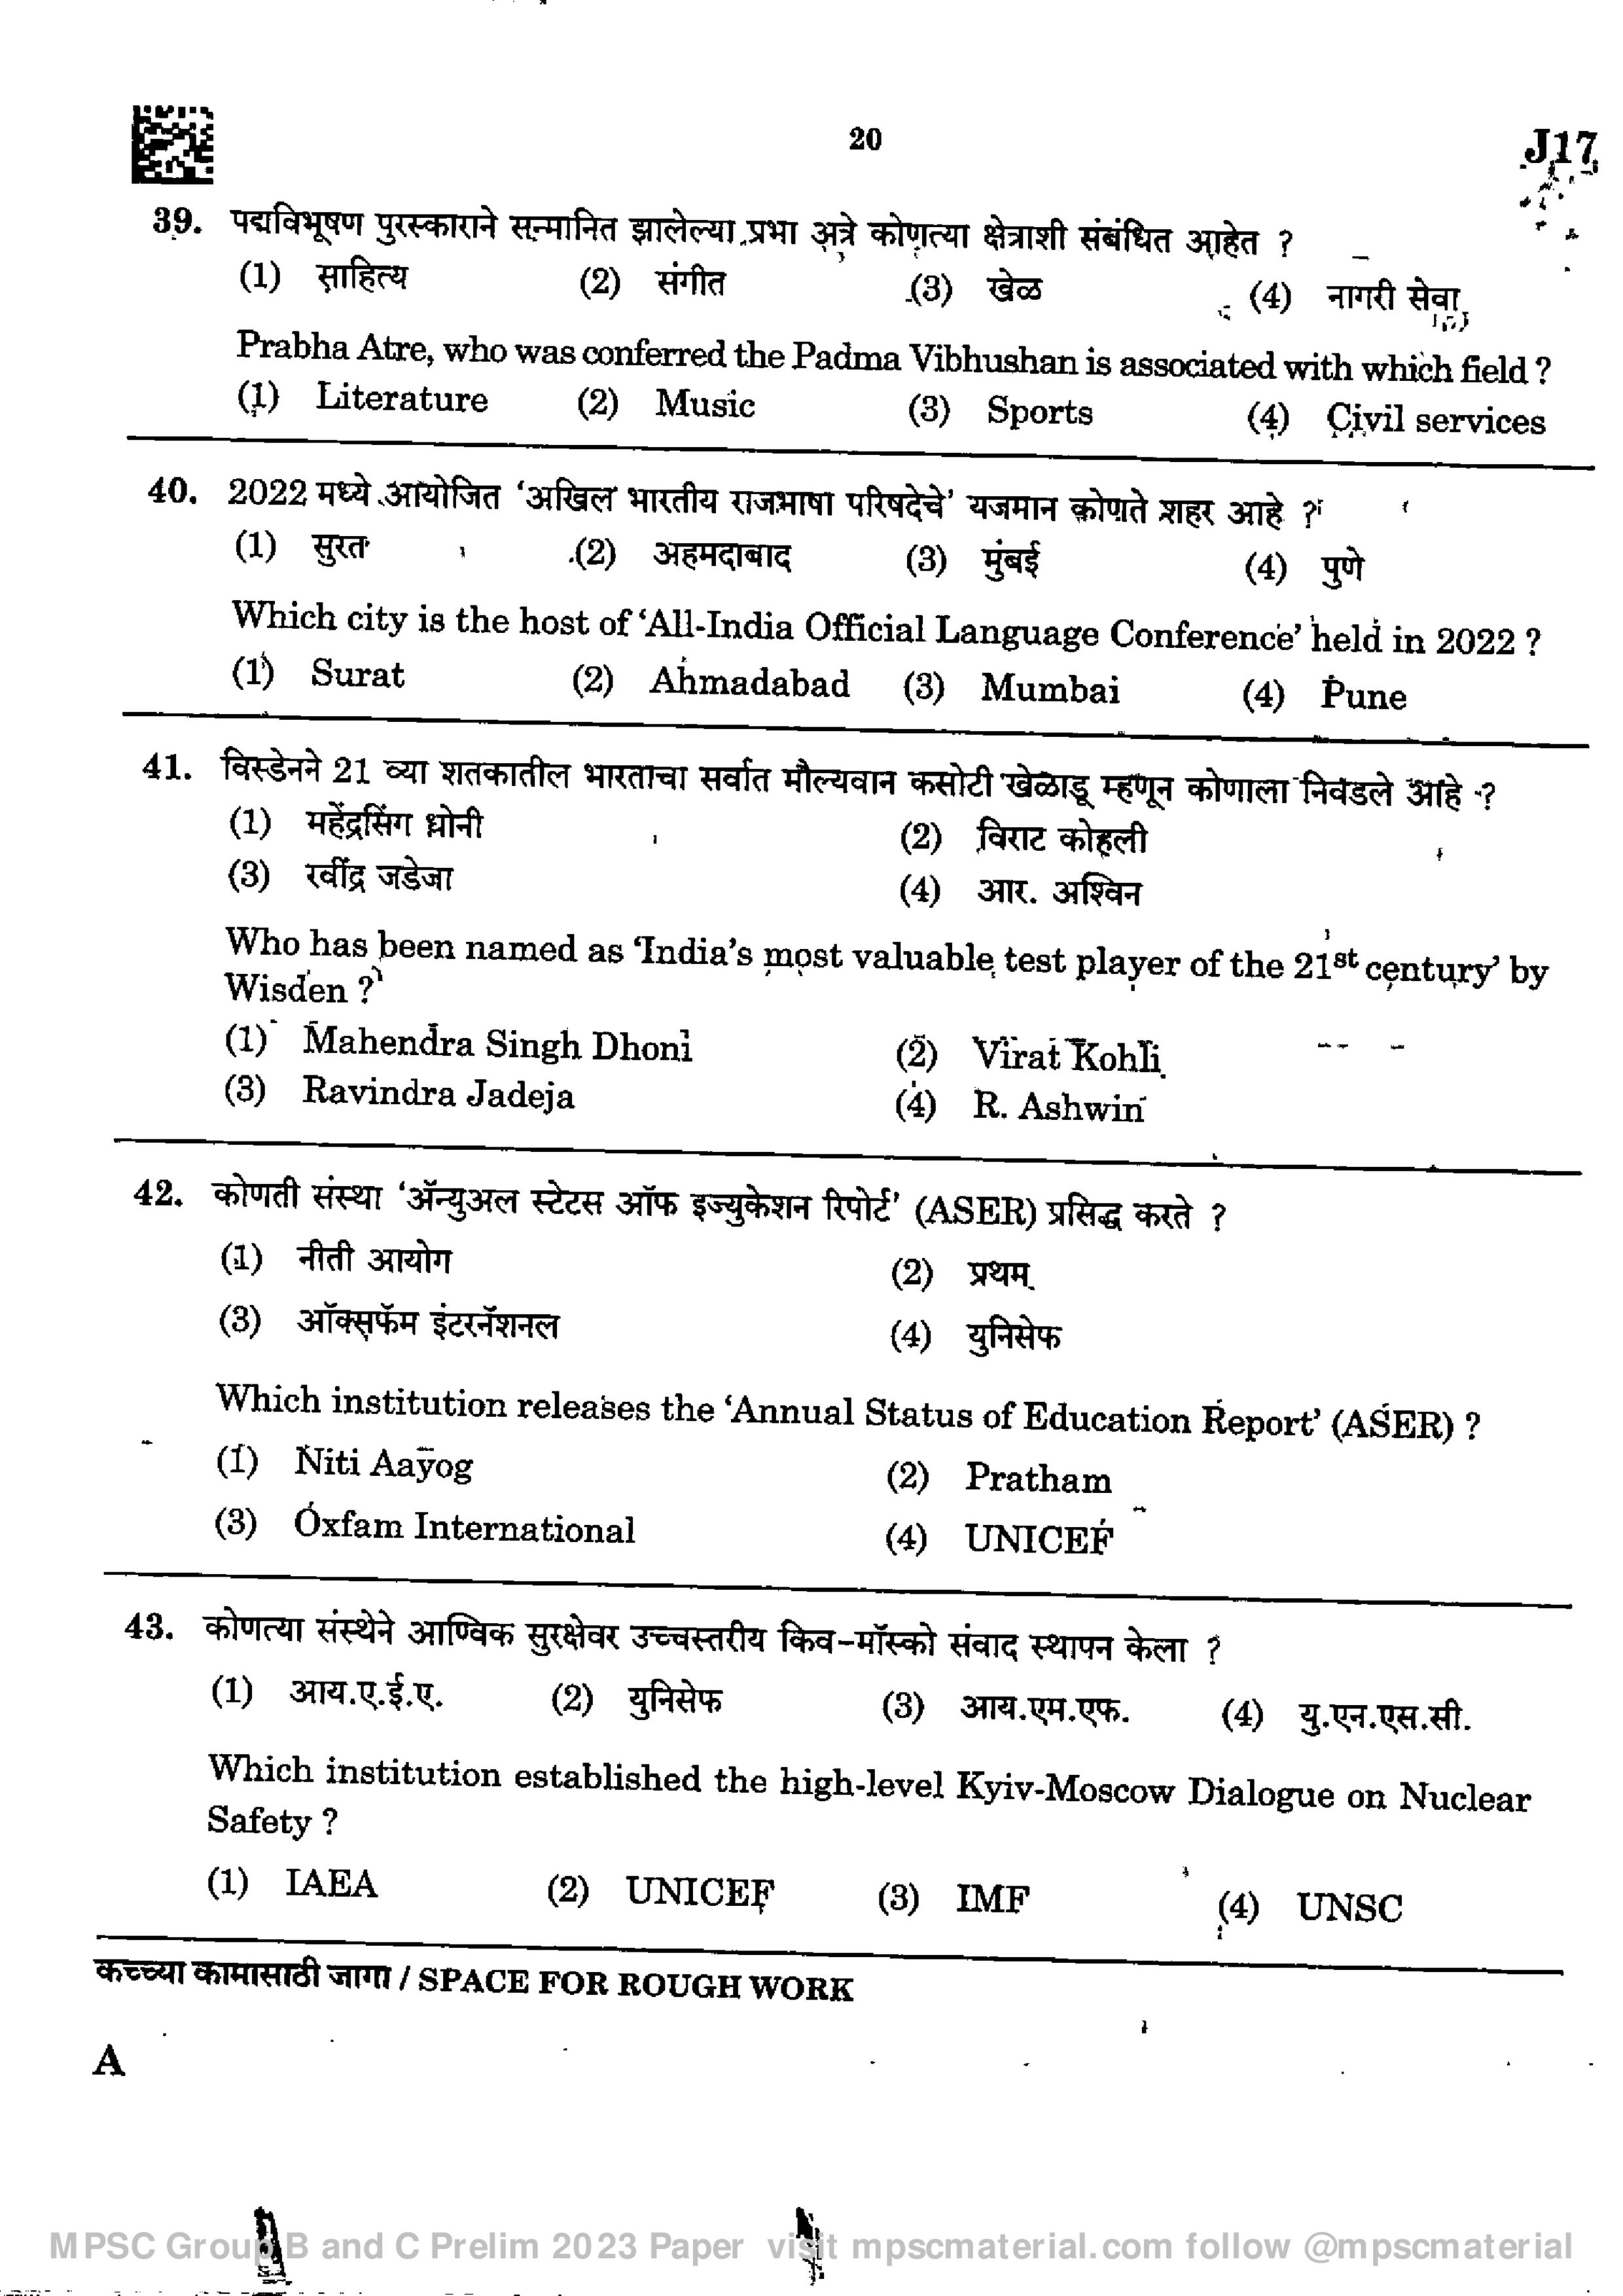 20
J17
39. पद्मविभूषण पुरस्काराने सन्मानित झालेल्या प्रभा अत्रे कोणत्या क्षेत्राशी संबंधित आहेत ?
(1) साहित्य (2) संगीत (3) खेळ (4) नागरी सेवा
Prabha Atre, who was conferred the Padma Vibhushan is associated with which field ?
(1) Literature (2) Music (3) Sports (4) Civil services
40. 2022 मध्ये आयोजित ‘अखिल भारतीय राजभाषा परिषदेचे’ यजमान कोणते शहर आहे ?
(1) सुरत (2) अहमदाबाद (3) मुंबई (4) पुणे
Which city is the host of ‘All-India Official Language Conference’ held in 2022 ?
(1) Surat (2) Ahmadabad (3) Mumbai (4) Pune
41. विस्डेनने 21 व्या शतकातील भारताचा सर्वात मौल्यवान कसोटी खेळाडू म्हणून कोणाला निवडले आहे ?
(1) महेंद्रसिंग धोनी (2) विराट कोहली
(3) रवींद्र जडेजा (4) आर. अश्विन
Who has been named as ‘India’s most valuable test player of the 21st century’ by
Wisden ?
(1) Mahendra Singh Dhoni (2) Virat Kohli
(3) Ravindra Jadeja (4) R. Ashwin
42. कोणती संस्था ‘ॲन्युअल स्टेटस ऑफ इज्युकेशन रिपोर्ट’ (ASER) प्रसिद्ध करते ?
(1) नीती आयोग (2) प्रथम
(3) ऑक्सफॅम इंटरनॅशनल (4) युनिसेफ
Which institution releases the ‘Annual Status of Education Report’ (ASER) ?
(1) Niti Aayog (2) Pratham
(3) Oxfam International (4) UNICEF
43. कोणत्या संस्थेने आण्विक सुरक्षेवर उच्चस्तरीय किव–मॉस्को संवाद स्थापन केला ?
(1) आय.ए.ई.ए. (2) युनिसेफ (3) आय.एम.एफ. (4) यु.एन.एस.सी.
Which institution established the high-level Kyiv-Moscow Dialogue on Nuclear
Safety ?
(1) IAEA (2) UNICEF (3) IMF (4) UNSC
कच्च्या कामासाठी जागा / SPACE FOR ROUGH WORK
A
MPSC Group B and C Prelim 2023 Paper visit mpscmaterial.com follow @mpscmaterial